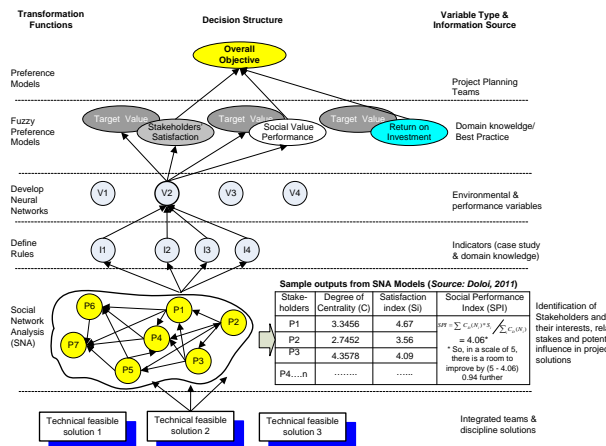 Transformation
Functions
Decision Structure
Variable Type &
Information Source
Overall
Objective
Preference
Models
Project Planning
Teams
Fuzzy
Preference
Models
Target Value
Stakeholders'
Satisfaction
Target Value
Social Value
Performance
Target Value
Return on
Investment
Domain knoweldge/
Best Practice
Develop
Neural
Networks
V1
V2
V3
V4
Environmental &
performance variables
Define
Rules
I1
I2
I3
I4
Indicators (case study
& domain knowledge)
Social
Network
Analysis
(SNA)
P6
P1
P2
P7
P4
P5
P3
Sample outputs from SNA Models (Source: Doloi, 2011)
Stake-
holders
Degree of
Centrality (C)
Satisfaction
index (Si)
Social Performance
Index (SPI)
P1
3.3456
4.67
P2
2.7452
3.56
P3
4.3578
4.09
P4....n
........
......
= 4.06*
* So, in a scale of 5,
there is a room to
improve by (5 - 4.06)
0.94 further
Identification of
Stakeholders and
their interests, rela
stakes and potent
influence in projec
solutions
Technical feasible
solution 1
Technical feasible
solution 2
Technical feasible
solution 3
Integrated teams &
discipline solutions